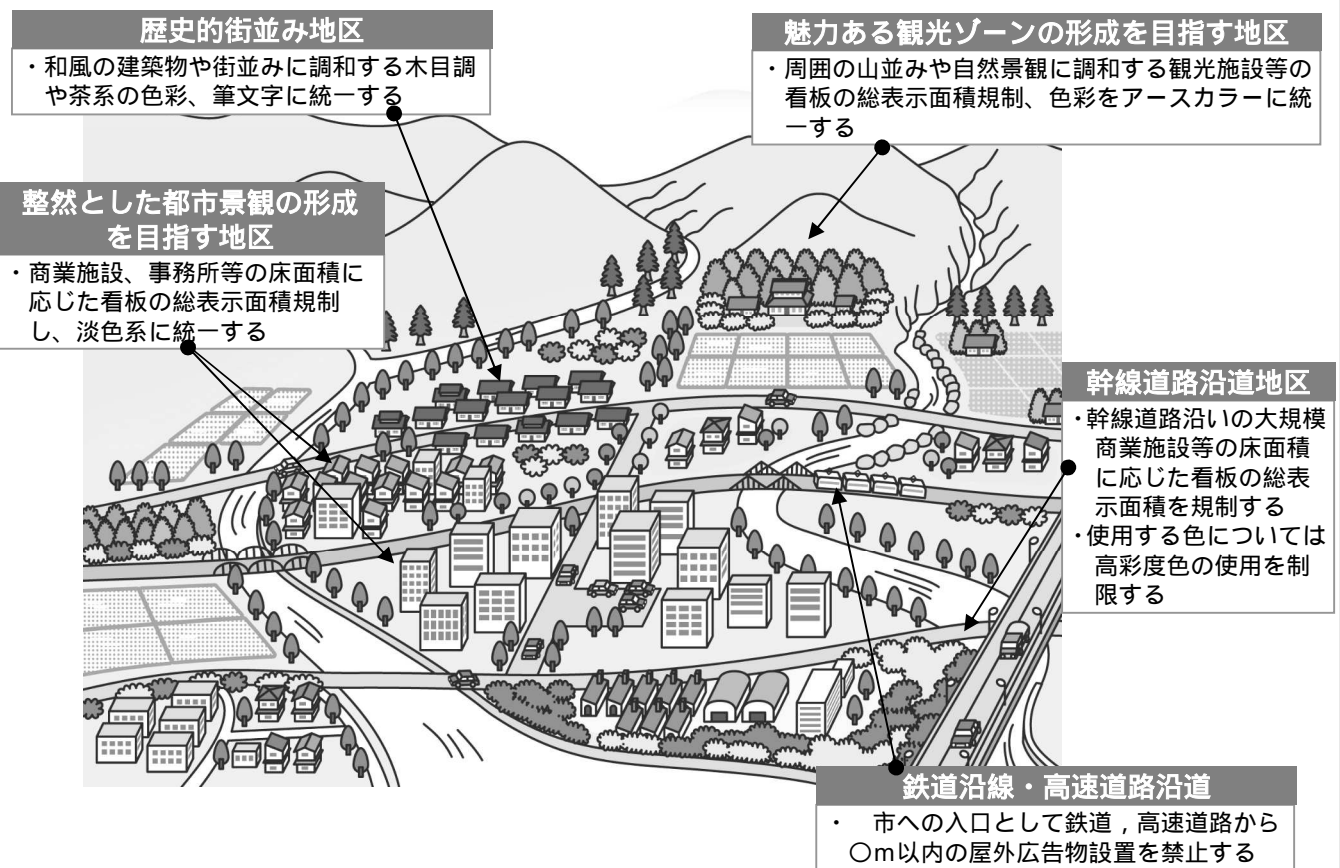 歴史的街並み地区
・和風の建築物や街並みに調和する木目調
や茶系の色彩、筆文字に統一する
魅力ある観光ゾーンの形成を目指す地区
・周囲の山並みや自然景観に調和する観光施設等の
看板の総表示面積規制、色彩をアースカラーに統
一する
整然とした都市景観の形成
を目指す地区
・商業施設、事務所等の床面積に
応じた看板の総表示面積規制
し、淡色系に統一する
幹線道路沿道地区
・幹線道路沿いの大規模
商業施設等の床面積
に応じた看板の総表
示面積を規制する
・使用する色については
高彩度色の使用を制
限する
鉄道沿線・高速道路沿道
・ 市への入口として鉄道，高速道路から
〇ｍ以内の屋外広告物設置を禁止する